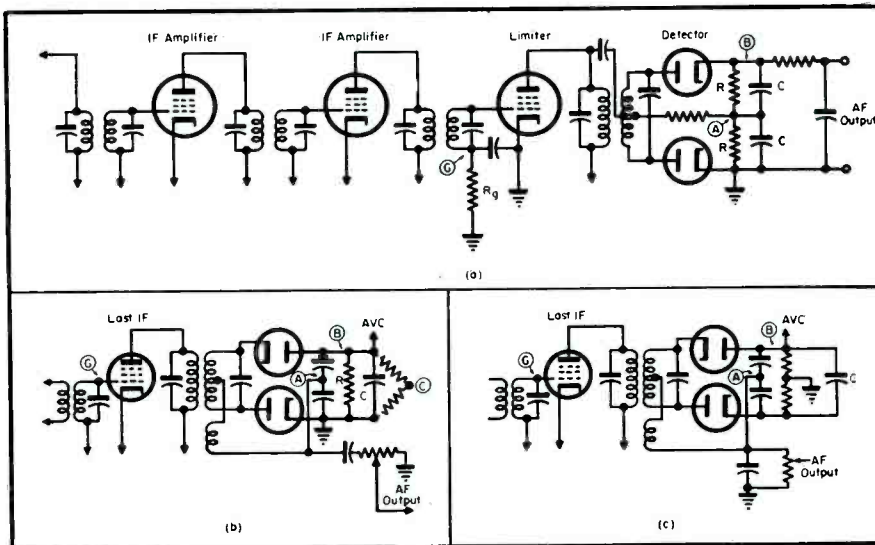 IF Amplifier IF Amplifier Limiter Detector
B
R C
A
AF
Output
R C
G
Rg
(a)
Last IF
B AVC
G
A R C C
AF
Output
(b)
Last IF
AVC
B
G
A C
AF
Output
(c)